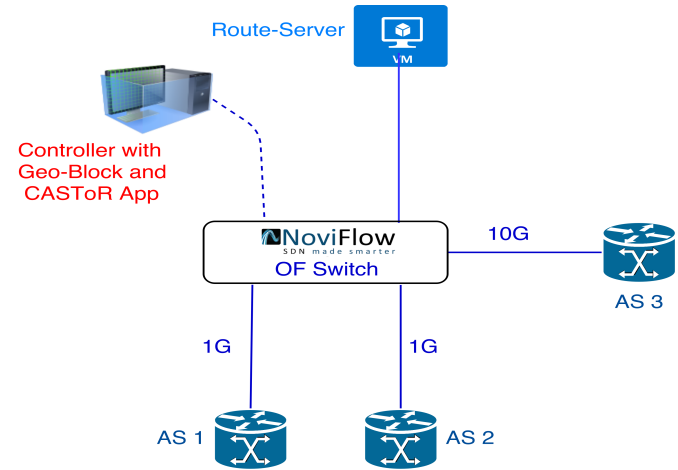 Route-Server
VM
Controller with
Geo-Block and
CASToR App
NoviFlow
SDN made smarter
OF Switch
10G
AS 3
1G
1G
AS 1
AS 2